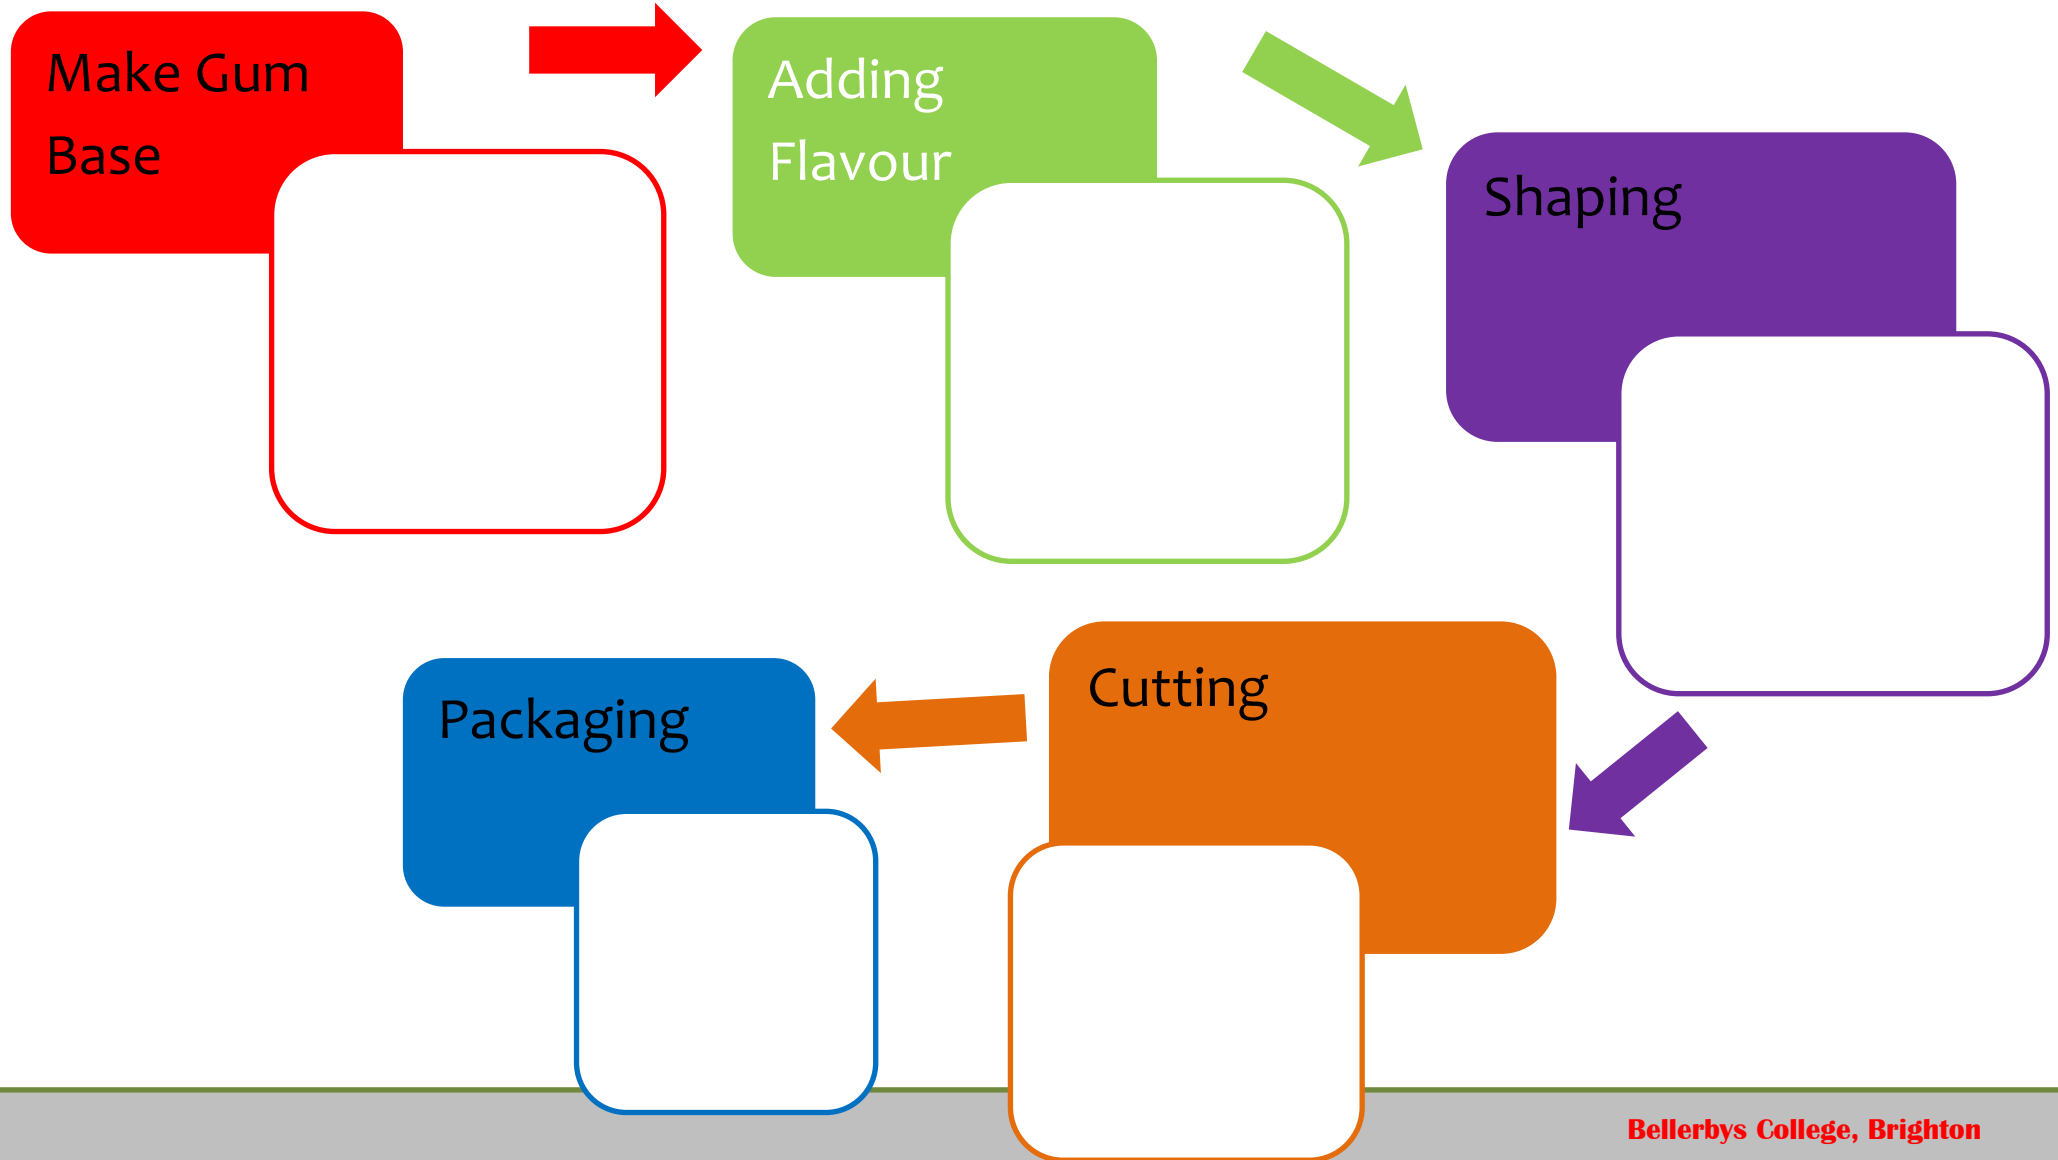 Make Gum
Base
Adding
Flavour
Shaping
Cutting
Packaging
Bellerbys College, Brighton